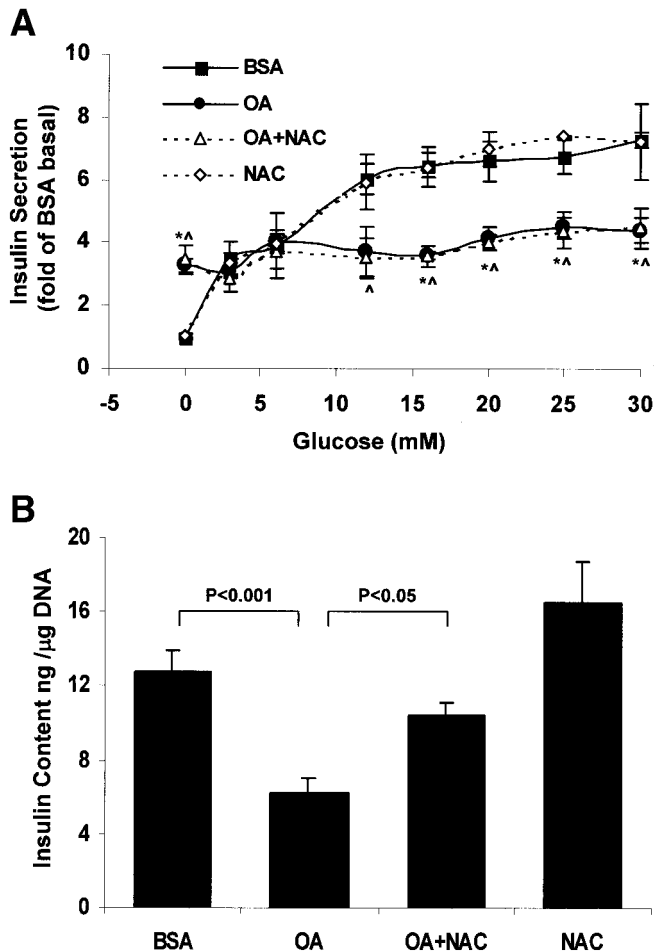 A
10
8
6
4
2
0
Insulin Secretion
(fold of BSA basal)
BSA
OA
OA+NAC
NAC
*^
^
*^
*^
*^
*^
-5 0 5 10 15 20 25 30
Glucose (mM)
B
20
16
12
8
4
0
Insulin Content ng /µg DNA
P<0.001
P<0.05
BSA OA OA+NAC NAC